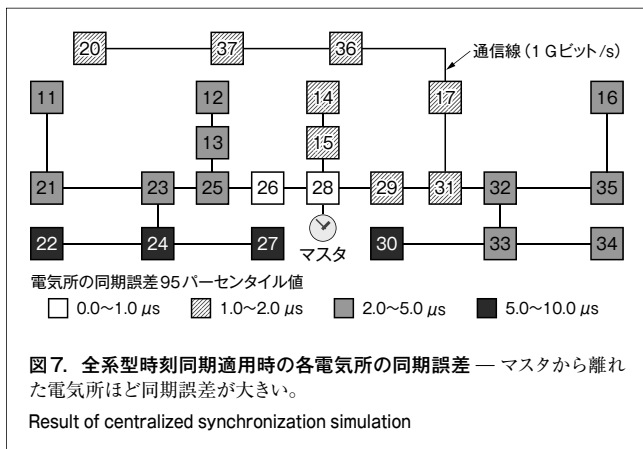 20 37 36
通信線（1 Gビット/s）
11 12 14 17 16
13 15
21 23 25 26 28 29 31 32 35
22 24 27 マスタ 30 33 34
電気所の同期誤差95パーセンタイル値
0.0～1.0 μs 1.0～2.0 μs 2.0～5.0 μs 5.0～10.0 μs
図7. 全系型時刻同期適用時の各電気所の同期誤差 — マスタから離れ
た電気所ほど同期誤差が大きい。
Result of centralized synchronization simulation